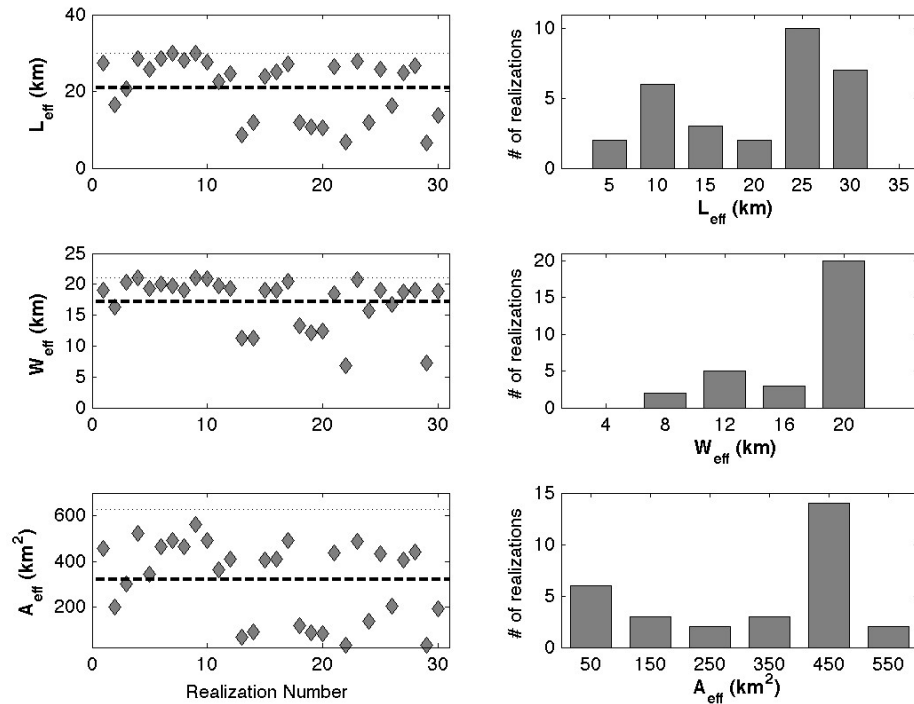 40
20
0
L_eff (km)
0 10 20 30
10
5
0
# of realizations
5 10 15 20 25 30 35
L_eff (km)
25
20
15
10
5
0
W_eff (km)
0 10 20 30
20
15
10
5
0
# of realizations
4 8 12 16 20
W_eff (km)
600
400
200
A_eff (km²)
0 10 20 30
Realization Number
15
10
5
0
# of realizations
50 150 250 350 450 550
A_eff (km²)